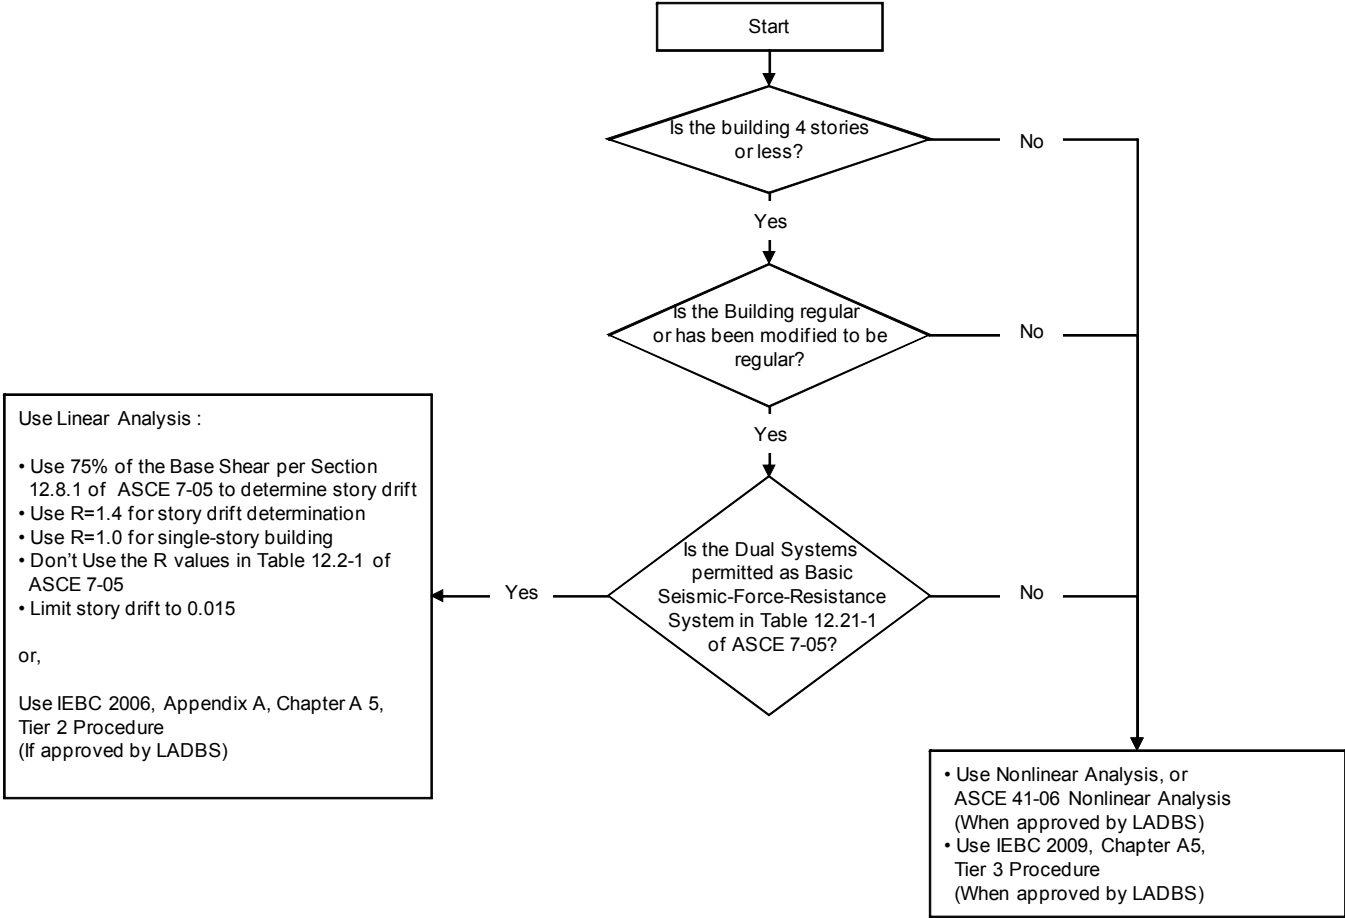 Start
Is the building 4 stories
or less?
No
Yes
Is the Building regular
or has been modified to be
regular?
No
Yes
Is the Dual Systems
permitted as Basic
Seismic-Force-Resistance
System in Table 12.21-1
of ASCE 7-05?
Yes
No
Use Linear Analysis :
• Use 75% of the Base Shear per Section
12.8.1 of ASCE 7-05 to determine story drift
• Use R=1.4 for story drift determination
• Use R=1.0 for single-story building
• Don't Use the R values in Table 12.2-1 of
ASCE 7-05
• Limit story drift to 0.015
or,
Use IEBC 2006, Appendix A, Chapter A 5,
Tier 2 Procedure
(If approved by LADBS)
• Use Nonlinear Analysis, or
ASCE 41-06 Nonlinear Analysis
(When approved by LADBS)
• Use IEBC 2009, Chapter A5,
Tier 3 Procedure
(When approved by LADBS)